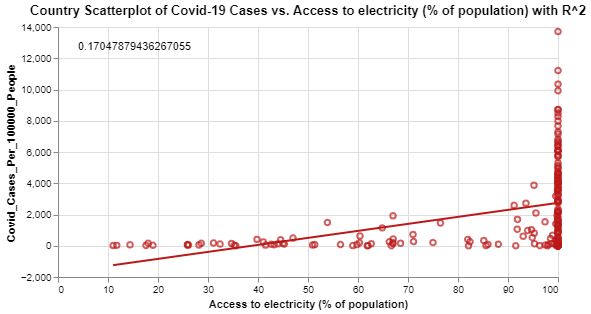 Country Scatterplot of Covid-19 Cases vs. Access to electricity (% of population) with R^2
0.17047879436267055
Covid_Cases_Per_100000_People
14,000
12,000
10,000
8,000
6,000
4,000
2,000
0
−2,000
0 10 20 30 40 50 60 70 80 90 100
Access to electricity (% of population)